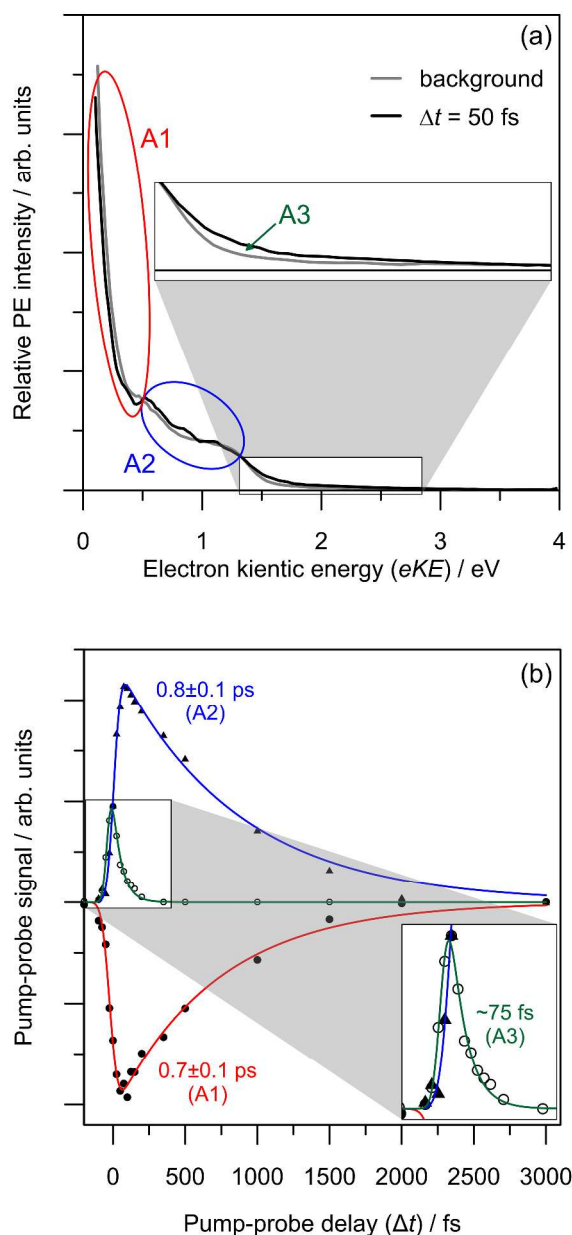 (a)
background
Δt = 50 fs
A1
A3
A2
Relative PE intensity / arb. units
0 1 2 3 4
Electron kientic energy (eKE) / eV
(b)
0.8±0.1 ps
(A2)
~75 fs
(A3)
0.7±0.1 ps
(A1)
Pump-probe signal / arb. units
0 500 1000 1500 2000 2500 3000
Pump-probe delay (Δt) / fs